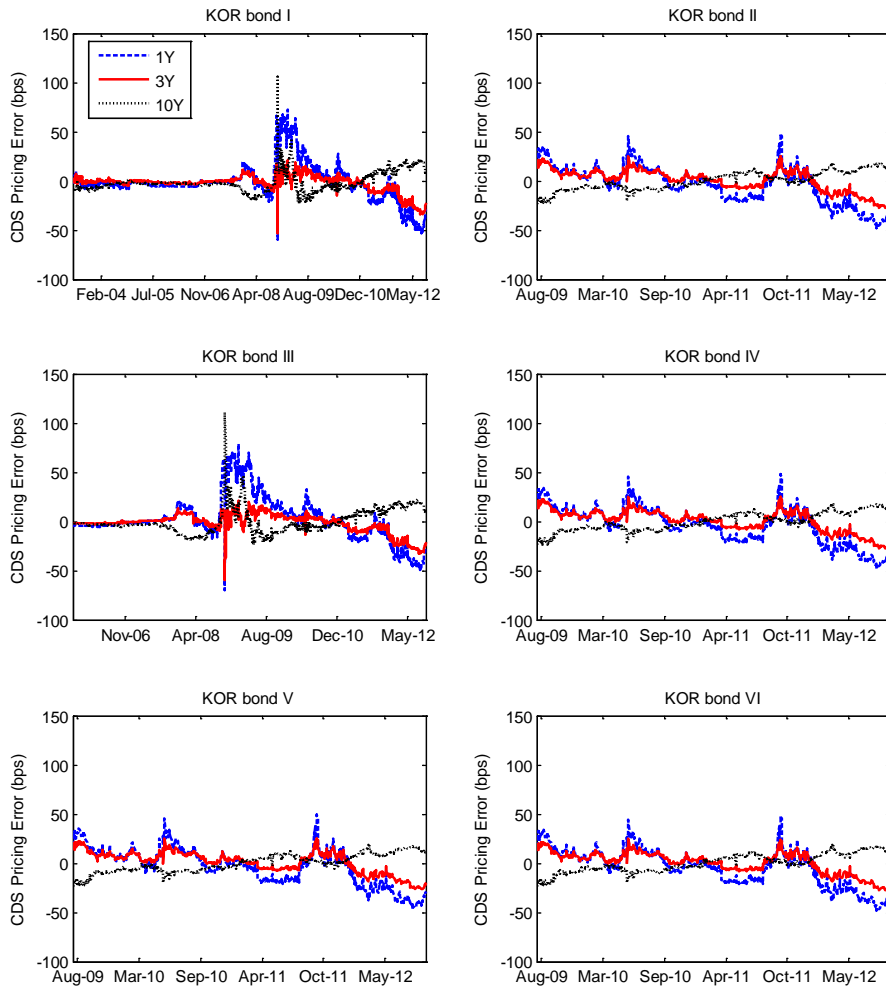 KOR bond I
CDS Pricing Error (bps)
150
100
50
0
-50
-100
1Y
3Y
10Y
Feb-04 Jul-05 Nov-06 Apr-08 Aug-09 Dec-10 May-12
KOR bond II
CDS Pricing Error (bps)
150
100
50
0
-50
-100
Aug-09 Mar-10 Sep-10 Apr-11 Oct-11 May-12
KOR bond III
CDS Pricing Error (bps)
150
100
50
0
-50
-100
Nov-06 Apr-08 Aug-09 Dec-10 May-12
KOR bond IV
CDS Pricing Error (bps)
150
100
50
0
-50
-100
Aug-09 Mar-10 Sep-10 Apr-11 Oct-11 May-12
KOR bond V
CDS Pricing Error (bps)
150
100
50
0
-50
-100
Aug-09 Mar-10 Sep-10 Apr-11 Oct-11 May-12
KOR bond VI
CDS Pricing Error (bps)
150
100
50
0
-50
-100
Aug-09 Mar-10 Sep-10 Apr-11 Oct-11 May-12